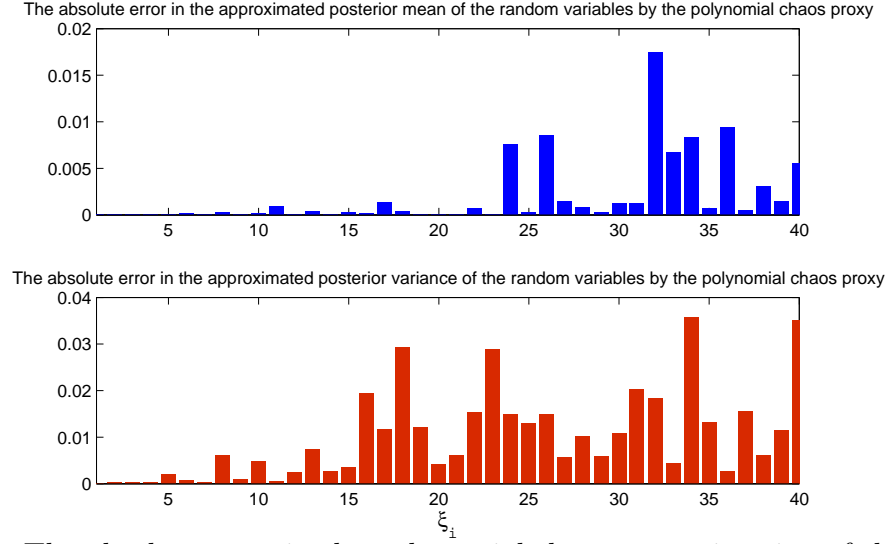 The absolute error in the approximated posterior mean of the random variables by the polynomial chaos proxy
0.02
0.015
0.01
0.005
0
5 10 15 20 25 30 35 40
The absolute error in the approximated posterior variance of the random variables by the polynomial chaos proxy
0.04
0.03
0.02
0.01
0
5 10 15 20 25 30 35 40
ξi